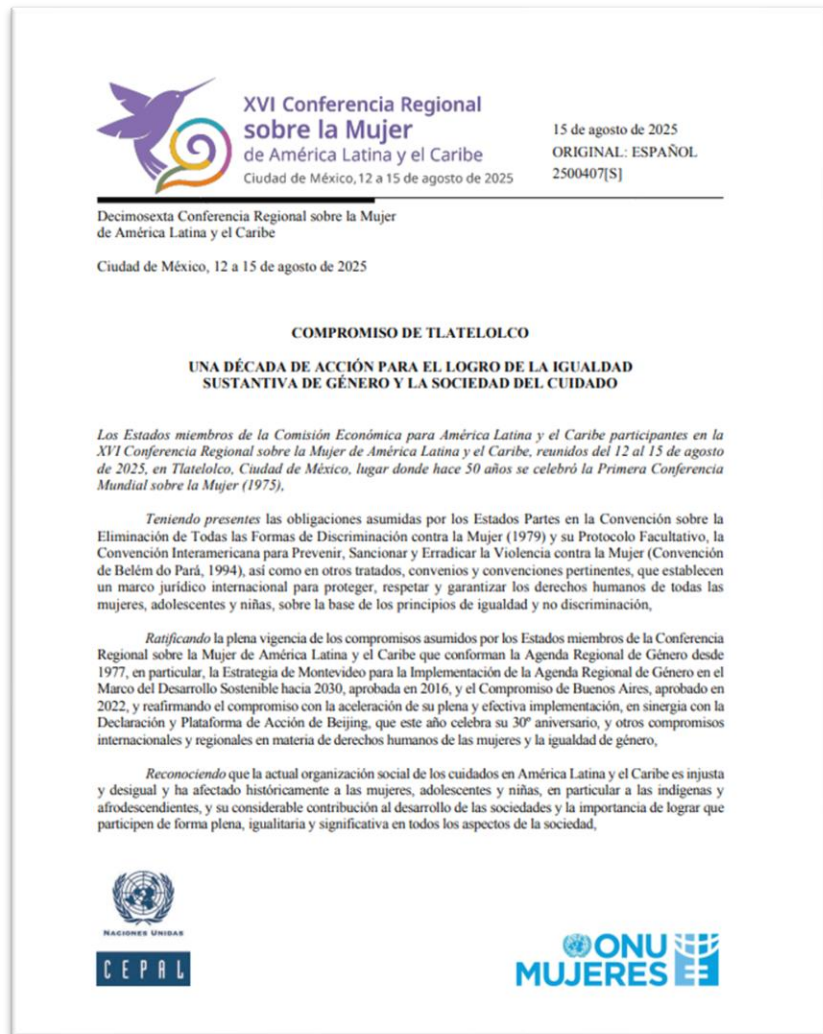 XVI Conferencia Regional
sobre la Mujer
de América Latina y el Caribe
Ciudad de México, 12 a 15 de agosto de 2025
15 de agosto de 2025
ORIGINAL: ESPAÑOL
2500407[S]
Decimosexta Conferencia Regional sobre la Mujer
de América Latina y el Caribe
Ciudad de México, 12 a 15 de agosto de 2025
COMPROMISO DE TLATELOLCO
UNA DÉCADA DE ACCIÓN PARA EL LOGRO DE LA IGUALDAD
SUSTANTIVA DE GÉNERO Y LA SOCIEDAD DEL CUIDADO
Los Estados miembros de la Comisión Económica para América Latina y el Caribe participantes en la
XVI Conferencia Regional sobre la Mujer de América Latina y el Caribe, reunidos del 12 al 15 de agosto
de 2025, en Tlatelolco, Ciudad de México, lugar donde hace 50 años se celebró la Primera Conferencia
Mundial sobre la Mujer (1975),
Teniendo presentes las obligaciones asumidas por los Estados Partes en la Convención sobre la
Eliminación de Todas las Formas de Discriminación contra la Mujer (1979) y su Protocolo Facultativo, la
Convención Interamericana para Prevenir, Sancionar y Erradicar la Violencia contra la Mujer (Convención
de Belém do Pará, 1994), así como en otros tratados, convenios y convenciones pertinentes, que establecen
un marco jurídico internacional para proteger, respetar y garantizar los derechos humanos de todas las
mujeres, adolescentes y niñas, sobre la base de los principios de igualdad y no discriminación,
Ratificando la plena vigencia de los compromisos asumidos por los Estados miembros de la Conferencia
Regional sobre la Mujer de América Latina y el Caribe que conforman la Agenda Regional de Género desde
1977, en particular, la Estrategia de Montevideo para la Implementación de la Agenda Regional de Género en el
Marco del Desarrollo Sostenible hacia 2030, aprobada en 2016, y el Compromiso de Buenos Aires, aprobado en
2022, y reafirmando el compromiso con la aceleración de su plena y efectiva implementación, en sinergia con la
Declaración y Plataforma de Acción de Beijing, que este año celebra su 30º aniversario, y otros compromisos
internacionales y regionales en materia de derechos humanos de las mujeres y la igualdad de género,
Reconociendo que la actual organización social de los cuidados en América Latina y el Caribe es injusta
y desigual y ha afectado históricamente a las mujeres, adolescentes y niñas, en particular a las indígenas y
afrodescendientes, y su considerable contribución al desarrollo de las sociedades y la importancia de lograr que
participen de forma plena, igualitaria y significativa en todos los aspectos de la sociedad,
NACIONES UNIDAS
CEPAL
ONU
MUJERES